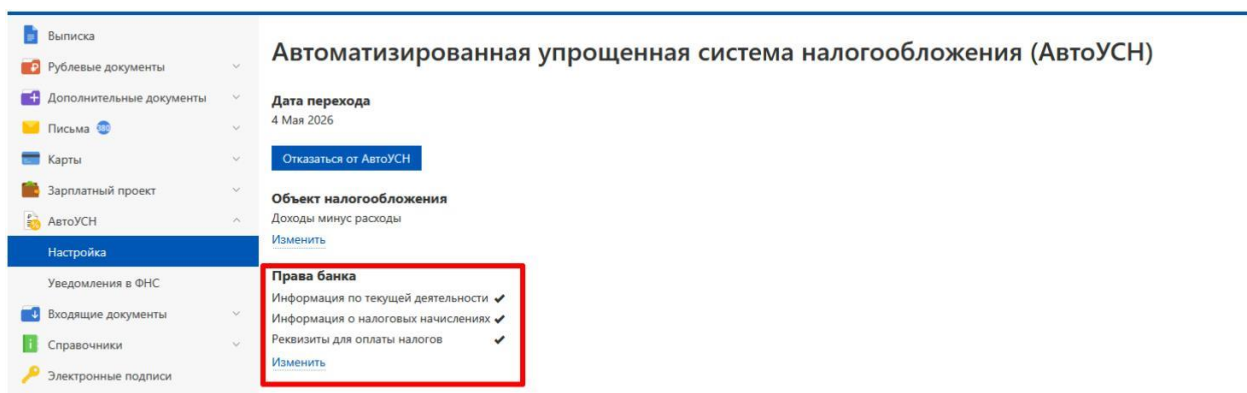 Выписка
Рублевые документы
Дополнительные документы
Письма 380
Карты
Зарплатный проект
АвтоУСН
Настройка
Уведомления в ФНС
Входящие документы
Справочники
Электронные подписи
Автоматизированная упрощенная система налогообложения (АвтоУСН)
Дата перехода
4 Мая 2026
Отказаться от АвтоУСН
Объект налогообложения
Доходы минус расходы
Изменить
Права банка
Информация по текущей деятельности ✔
Информация о налоговых начислениях ✔
Реквизиты для оплаты налогов ✔
Изменить